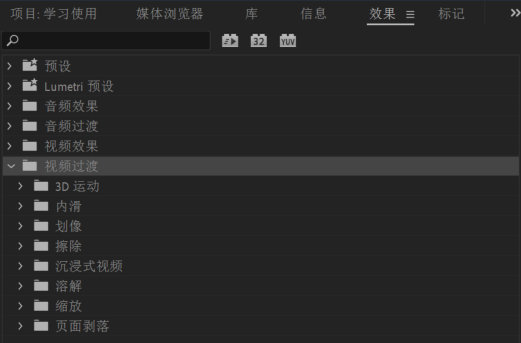 项目: 学习使用 媒体浏览器 库 信息 效果 标记
32 YUV
预设
Lumetri 预设
音频效果
音频过渡
视频效果
视频过渡
3D 运动
内滑
划像
擦除
沉浸式视频
溶解
缩放
页面剥落